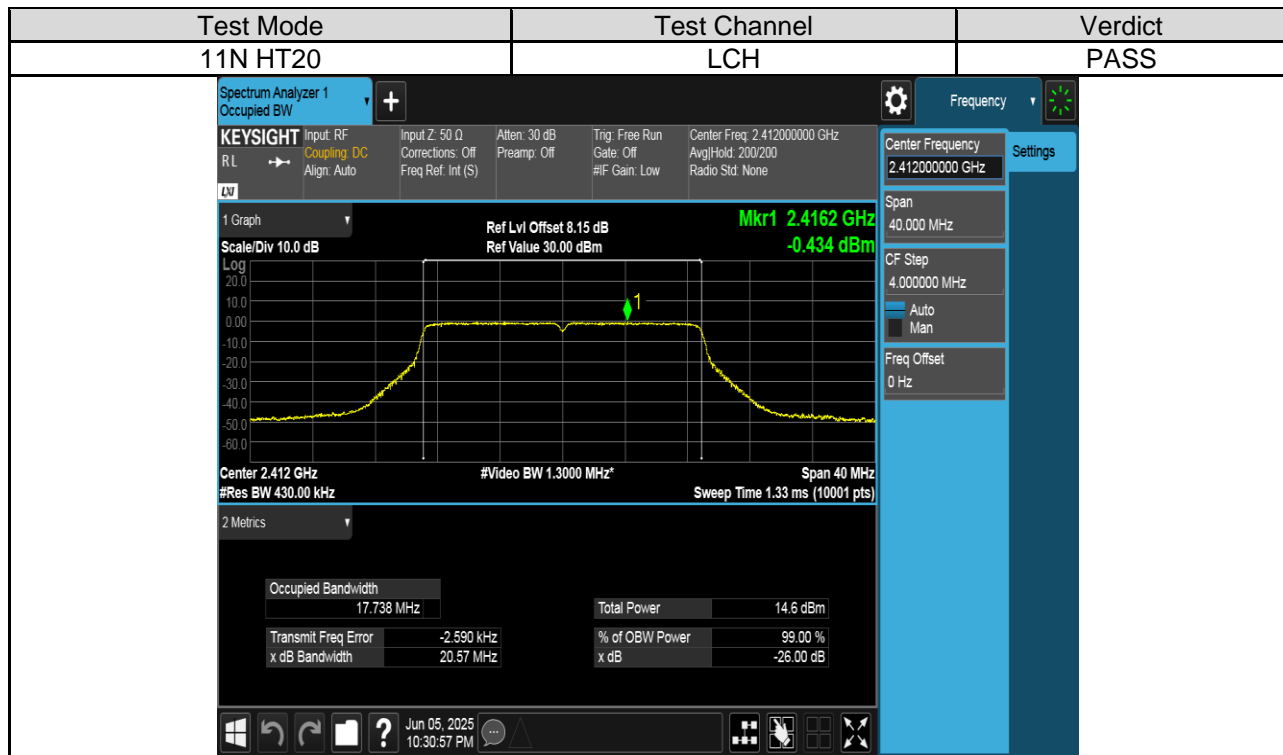 Test Mode Test Channel Verdict
11N HT20 LCH PASS
Spectrum Analyzer 1
Occupied BW
+
Frequency
KEYSIGHT Input: RF Input Z: 50 Ω Atten: 30 dB Trig: Free Run Center Freq: 2.412000000 GHz
RL Coupling: DC Corrections: Off Preamp: Off Gate: Off Avg|Hold: 200/200
Align: Auto Freq Ref: Int (S) #IF Gain: Low Radio Std: None
LXI
Center Frequency
2.412000000 GHz
Settings
Span
40.000 MHz
CF Step
4.000000 MHz
Auto
Man
Freq Offset
0 Hz
1 Graph Ref Lvl Offset 8.15 dB Mkr1 2.4162 GHz
Scale/Div 10.0 dB Ref Value 30.00 dBm -0.434 dBm
Log
20.0
10.0
1
0.00
-10.0
-20.0
-30.0
-40.0
-50.0
-60.0
Center 2.412 GHz #Video BW 1.3000 MHz* Span 40 MHz
#Res BW 430.00 kHz Sweep Time 1.33 ms (10001 pts)
2 Metrics
Occupied Bandwidth
17.738 MHz Total Power 14.6 dBm
Transmit Freq Error -2.590 kHz % of OBW Power 99.00 %
x dB Bandwidth 20.57 MHz x dB -26.00 dB
? Jun 05, 2025
10:30:57 PM